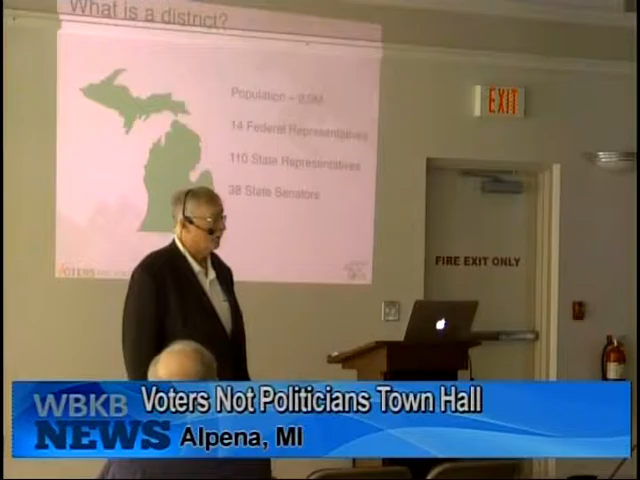 What is a district?
Population ~ 9.9M
14 Federal Representatives
110 State Representatives
38 State Senators
EXIT
FIRE EXIT ONLY
WBKB
NEWS
Voters Not Politicians Town Hall
Alpena, MI